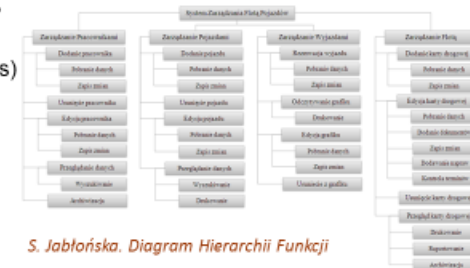 s)
System Zarządzania Flotą Pojazdów
Zarządzanie Pracownikami
Dodanie pracownika
Pobranie danych
Zapis zmian
Usunięcie pracownika
Edycja pracownika
Pobranie danych
Zapis zmian
Przeglądanie danych
Wyszukiwanie
Archiwizacja
Zarządzanie Pojazdami
Dodanie pojazdu
Pobranie danych
Zapis zmian
Usunięcie pojazdu
Edycja pojazdu
Pobranie danych
Zapis zmian
Przeglądanie danych
Wyszukiwanie
Drukowanie
Zarządzanie Wyjazdami
Rezerwacja wyjazdu
Pobranie danych
Zapis zmian
Odczytywanie grafiku
Drukowanie
Edycja grafiku
Pobranie danych
Zapis zmian
Usunięcie z grafiku
Zarządzanie Flotą
Dodanie karty drogowej
Pobranie danych
Zapis zmian
Edycja karty drogowej
Pobranie danych
Zapis zmian
Kontrola terminów
Usunięcie karty drogowej
Przegląd karty drogowej
Drukowanie
Raportowanie
Archiwizacja
S. Jabłońska. Diagram Hierarchii Funkcji